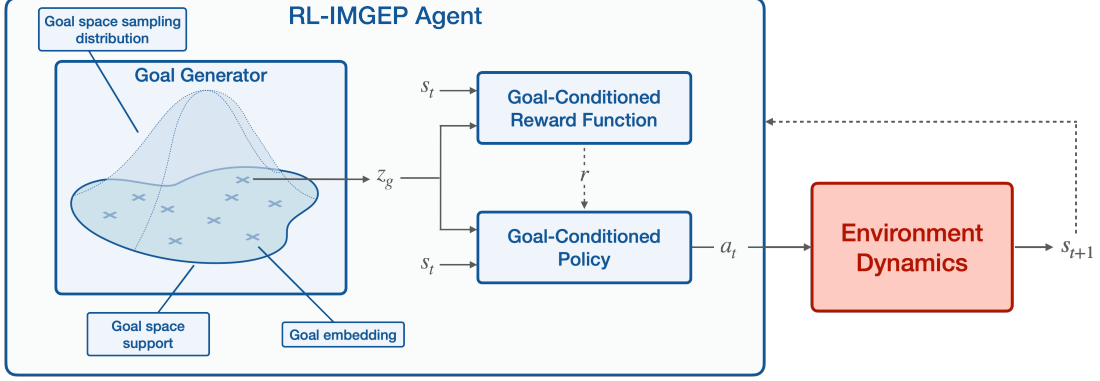 RL-IMGEP Agent
Goal space sampling
distribution
Goal Generator
Goal-Conditioned
Reward Function
s_t
z_g
r
Goal-Conditioned
Policy
s_t
a_t
Environment
Dynamics
s_{t+1}
Goal space
support
Goal embedding